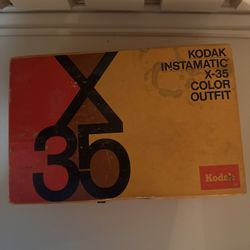 KODAK
INSTAMATIC
X-35
COLOR
OUTFIT
X
35
Kodak